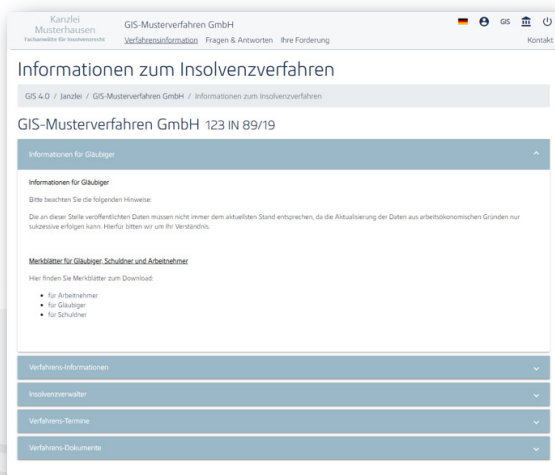 Kanzlei
Musterhausen
Fachanwälte für Insolvenzrecht
GIS-Musterverfahren GmbH
GIS
Verfahrensinformation Fragen & Antworten Ihre Forderung
Kontakt
Informationen zum Insolvenzverfahren
GIS 4.0 / Janzlei / GIS-Musterverfahren GmbH / Informationen zum Insolvenzverfahren
GIS-Musterverfahren GmbH 123 IN 89/19
Informationen für Gläubiger
Informationen für Gläubiger
Bitte beachten Sie die folgenden Hinweise:
Die an dieser Stelle veröffentlichten Daten müssen nicht immer dem aktuellsten Stand entsprechen, da die Aktualisierung der Daten aus arbeitsökonomischen Gründen nur
sukzessive erfolgen kann. Hierfür bitten wir um Ihr Verständnis.
Merkblätter für Gläubiger, Schuldner und Arbeitnehmer
Hier finden Sie Merkblätter zum Download:
• für Arbeitnehmer
• für Gläubiger
• für Schuldner
Verfahrens-Informationen
Insolvenzverwalter
Verfahrens-Termine
Verfahrens-Dokumente